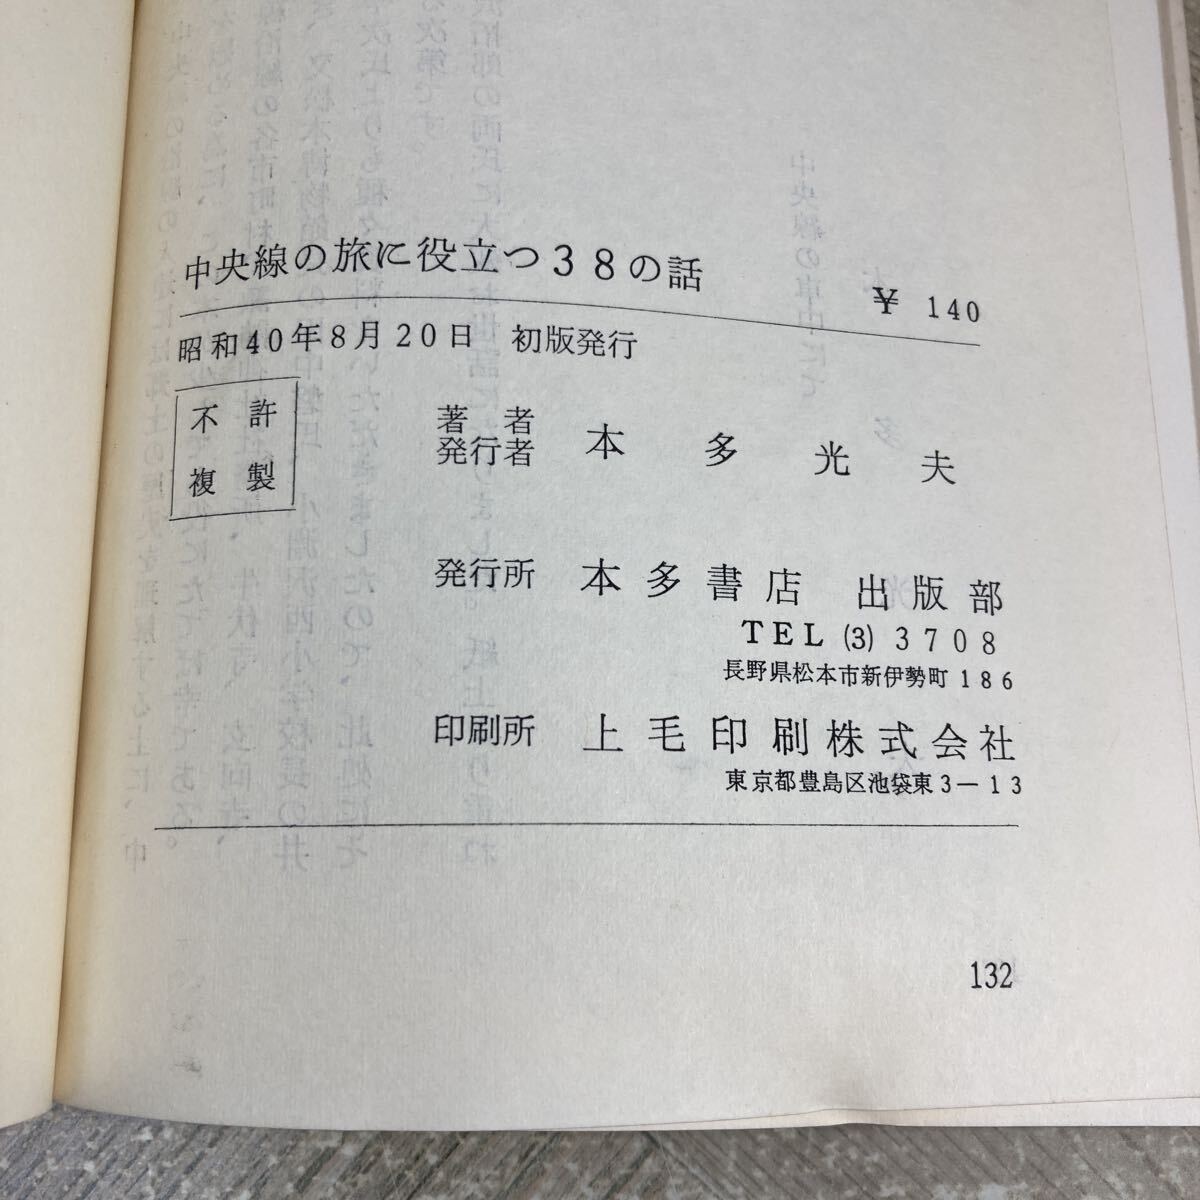 中央線の旅に役立つ38の話
¥ 140
昭和40年8月20日 初版発行
不許
複製
著者
発行者 本多光夫
発行所 本多書店 出版部
TEL (3) 3708
長野県松本市新伊勢町186
印刷所 上毛印刷株式会社
東京都豊島区池袋東3-13
132